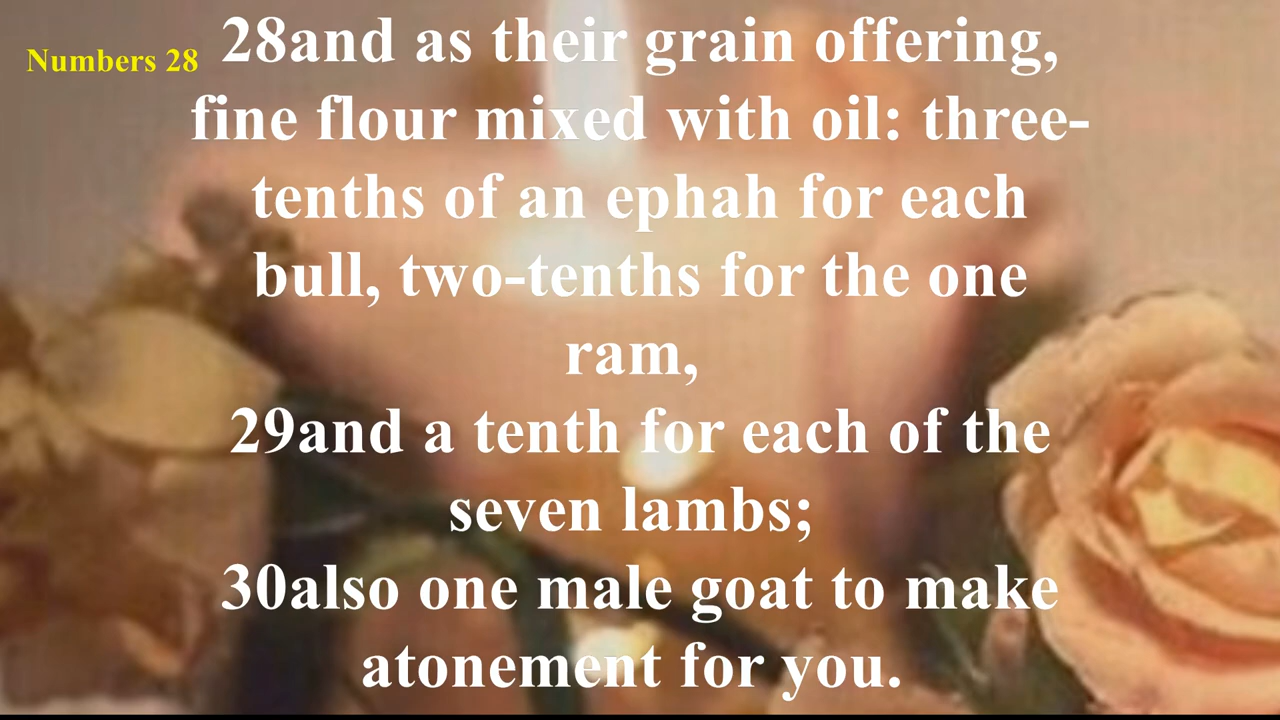 Numbers 28
28and as their grain offering,
fine flour mixed with oil: three-
tenths of an ephah for each
bull, two-tenths for the one
ram,
29and a tenth for each of the
seven lambs;
30also one male goat to make
atonement for you.